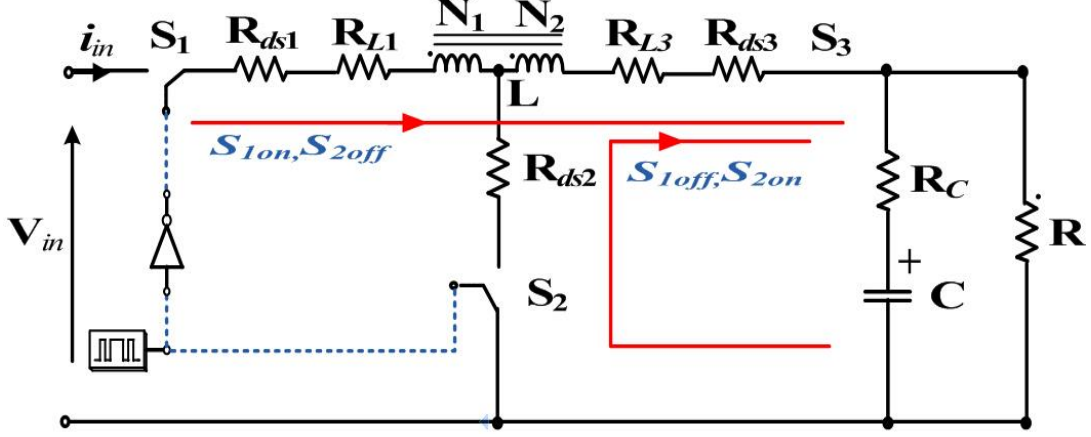 i_in S₁ R_ds1 R_L1 N₁ N₂ R_L3 R_ds3 S₃
L
S_1on,S_2off
R_ds2
S_1off,S_2on
R_C
V_in
R
+
S₂
C